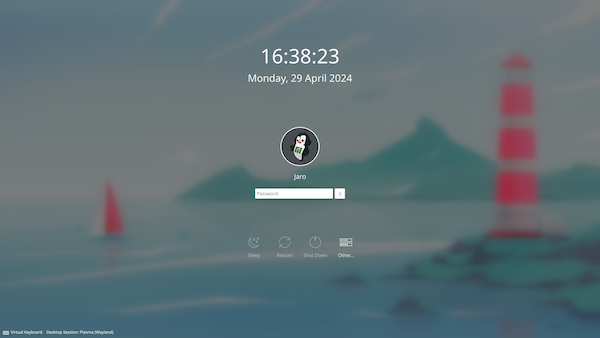 16:38:23
Monday, 29 April 2024
Jaro
Password
Sleep Restart Shut Down Other...
Virtual Keyboard Desktop Session: Plasma (Wayland)